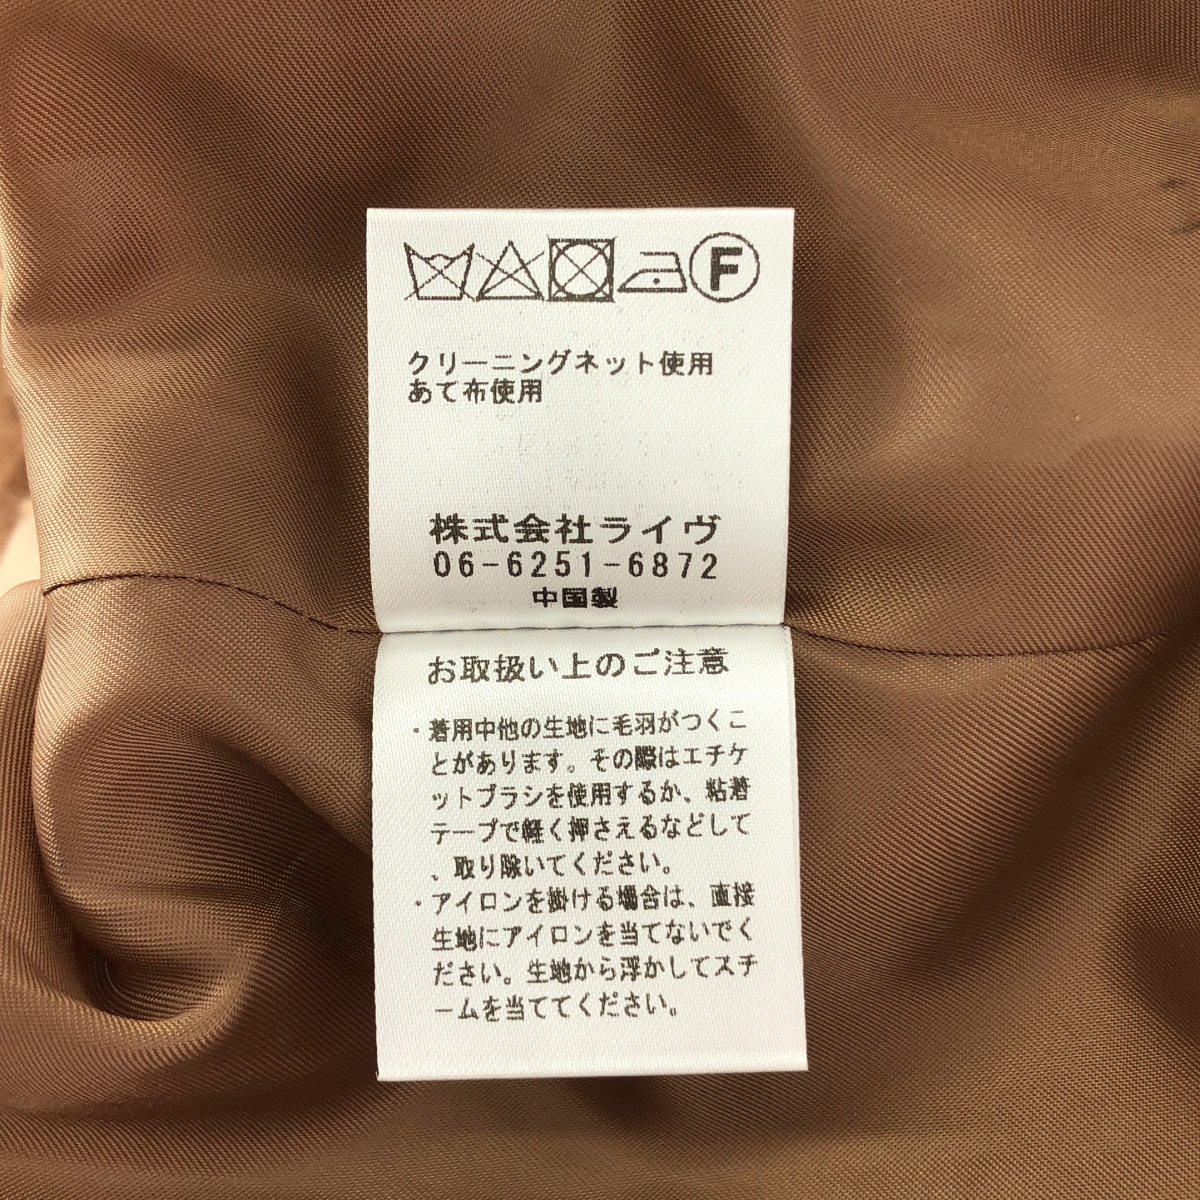 F
クリーニングネット使用
あて布使用
株式会社ライヴ
06-6251-6872
中国製
お取扱い上のご注意
・着用中他の生地に毛羽がつくこ
とがあります。その際はエチケ
ットブラシを使用するか、粘着
テープで軽く押さえるなどして
、取り除いてください。
・アイロンを掛ける場合は、直接
生地にアイロンを当てないでく
ださい。生地から浮かしてスチ
ームを当ててください。